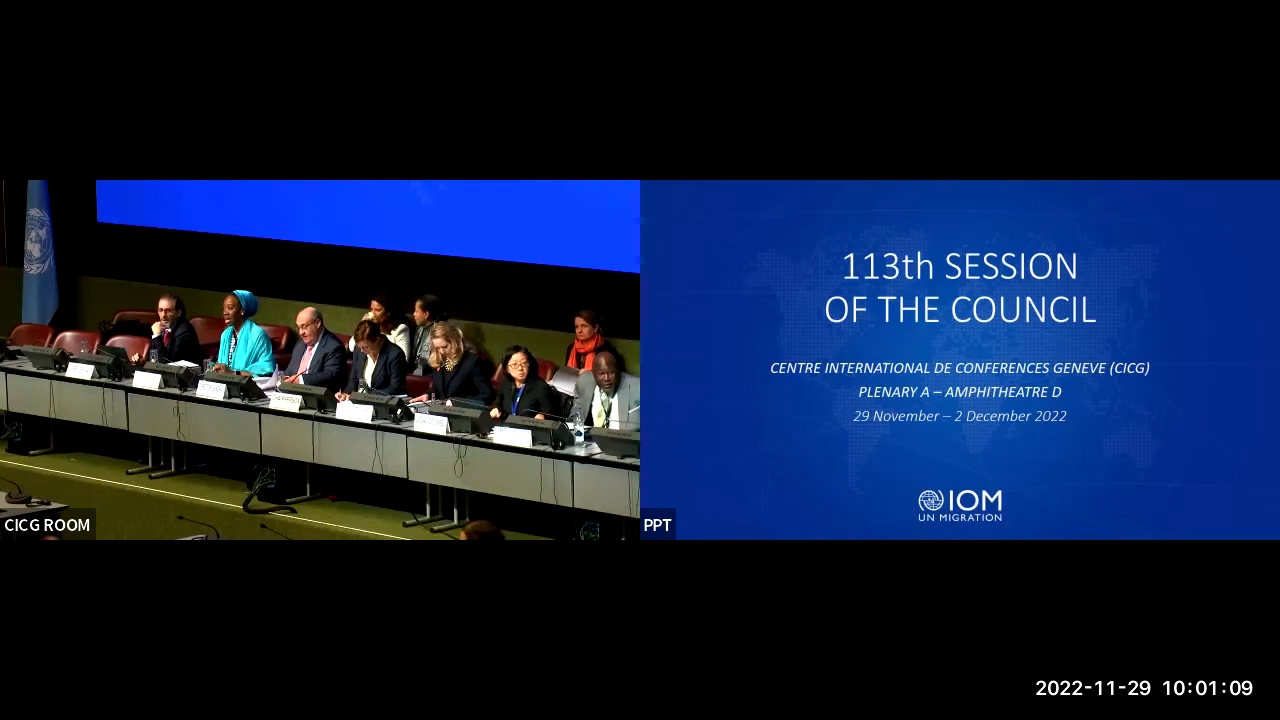 113th SESSION
OF THE COUNCIL
CENTRE INTERNATIONAL DE CONFERENCES GENEVE (CICG)
PLENARY A – AMPHITHEATRE D
29 November – 2 December 2022
IOM
UN MIGRATION
CICG ROOM
PPT
2022-11-29 10:01:09